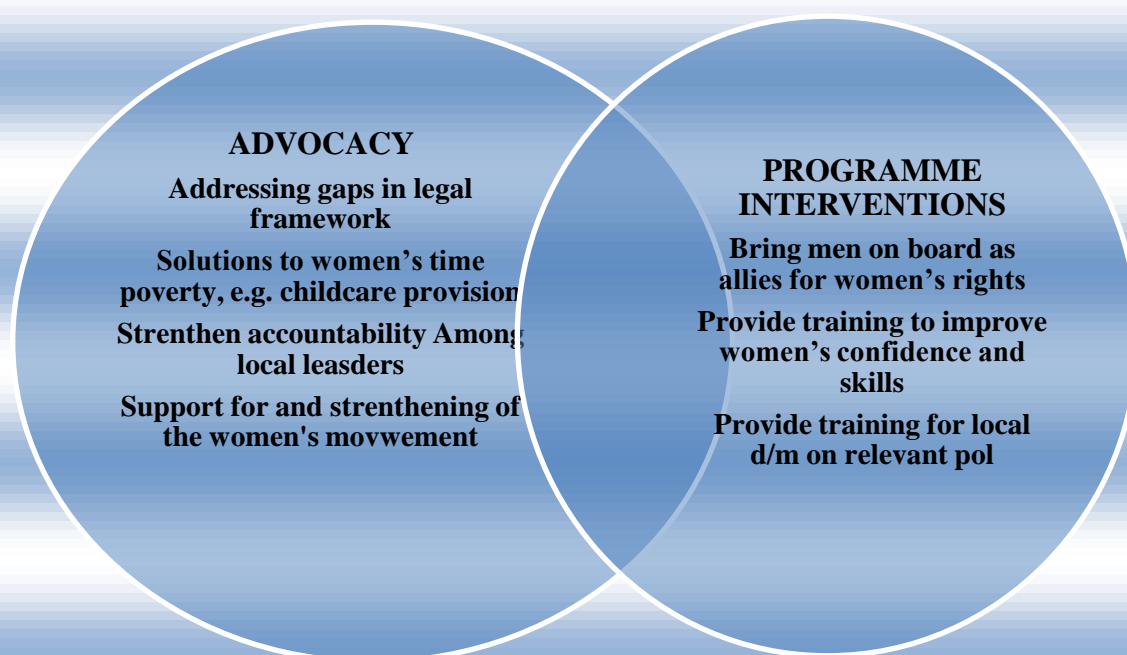 ADVOCACY
Addressing gaps in legal
framework
Solutions to women’s time
poverty, e.g. childcare provision
Strenthen accountability Among
local leasders
Support for and strenthening of
the women's movwement
PROGRAMME
INTERVENTIONS
Bring men on board as
allies for women’s rights
Provide training to improve
women’s confidence and
skills
Provide training for local
d/m on relevant pol